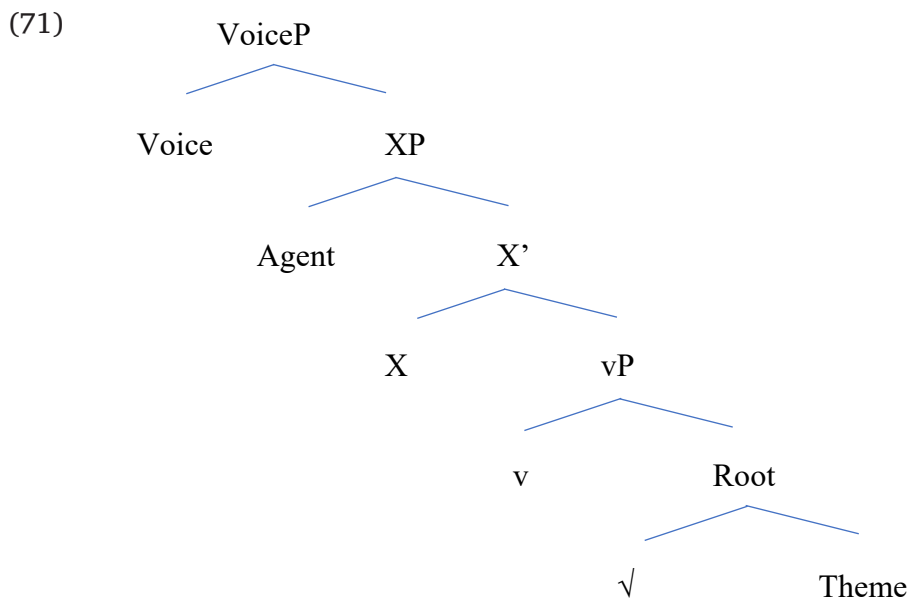 (71) VoiceP
Voice XP
Agent X’
X vP
v Root
√ Theme